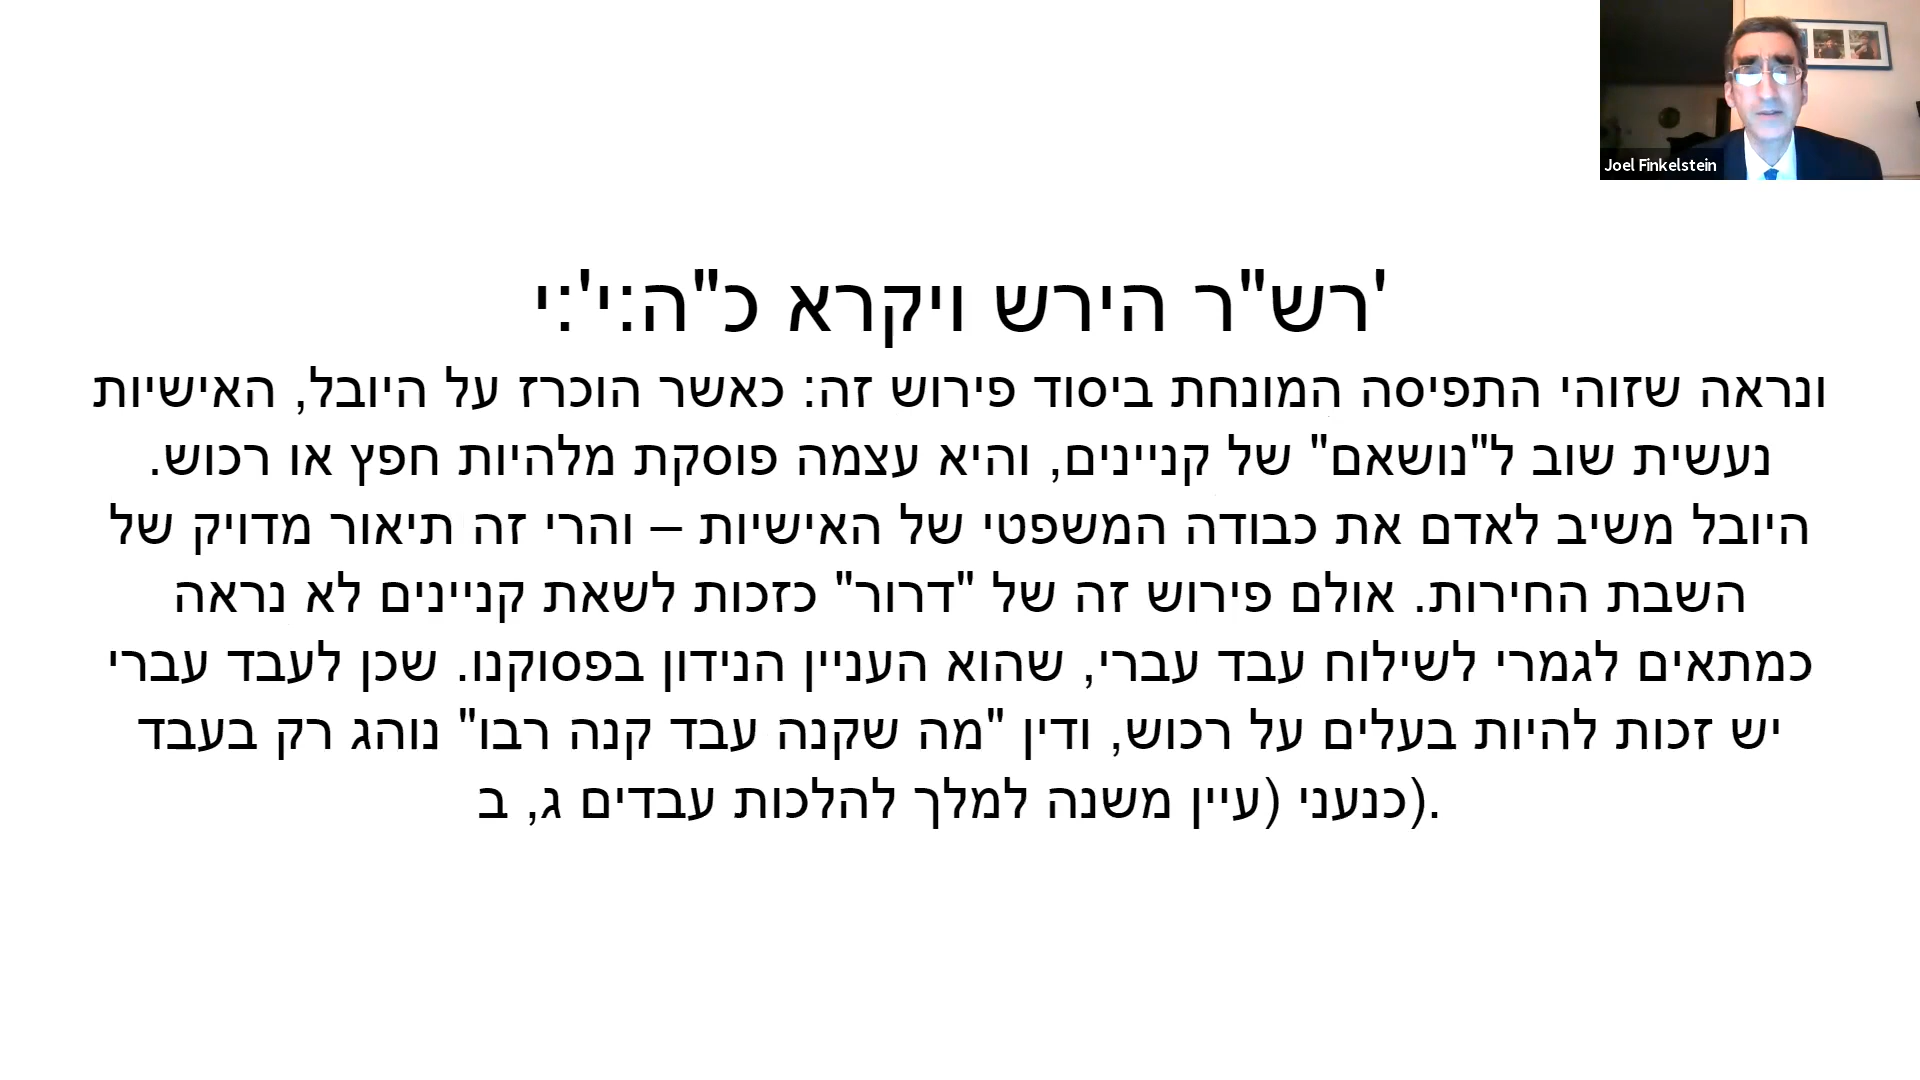 רש"ר הירש ויקרא כ"ה:י':י'
ונראה שזוהי התפיסה המונחת ביסוד פירוש זה: כאשר הוכרז על היובל, האישיות
נעשית שוב ל"נושאם" של קניינים, והיא עצמה פוסקת מלהיות חפץ או רכוש.
היובל משיב לאדם את כבודה המשפטי של האישיות – והרי זה תיאור מדויק של
השבת החירות. אולם פירוש זה של "דרור" כזכות לשאת קניינים לא נראה
כמתאים לגמרי לשילוח עבד עברי, שהוא העניין הנידון בפסוקנו. שכן לעבד עברי
יש זכות להיות בעלים על רכוש, ודין "מה שקנה עבד קנה רבו" נוהג רק בעבד
כנעני (עיין משנה למלך להלכות עבדים ג, ב).
Joel Finkelstein